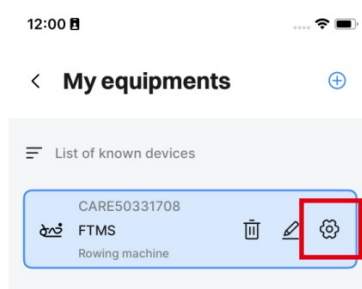 12:00
My equipments
List of known devices
CARE50331708
FTMS
Rowing machine